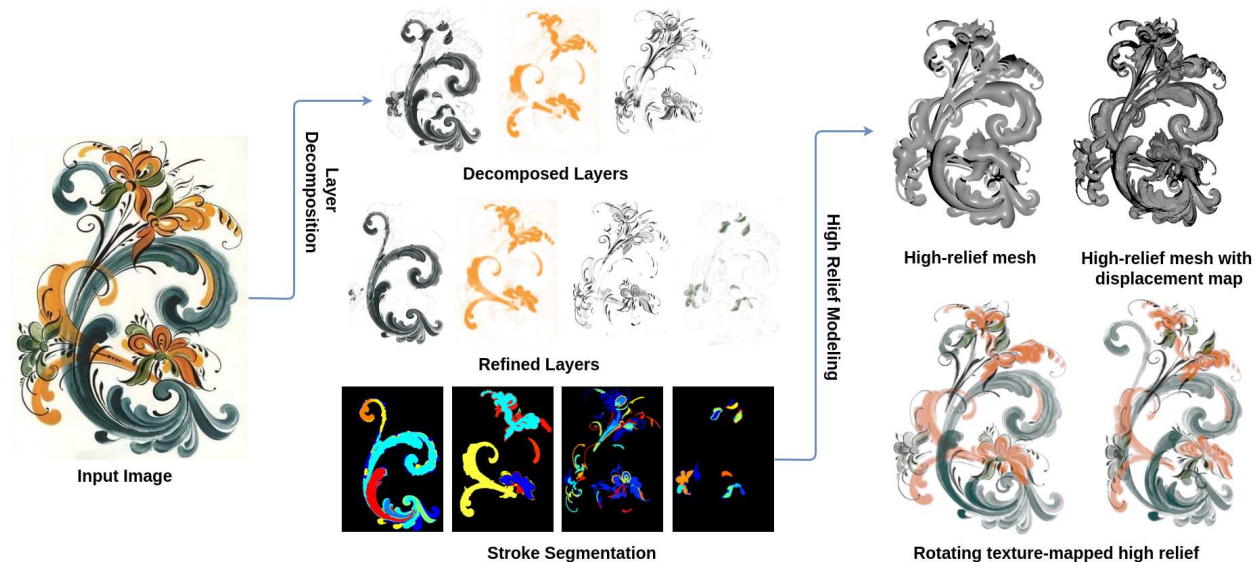 Input Image
Layer
Decomposition
Decomposed Layers
Refined Layers
Stroke Segmentation
High Relief Modeling
High-relief mesh
High-relief mesh with
displacement map
Rotating texture-mapped high relief